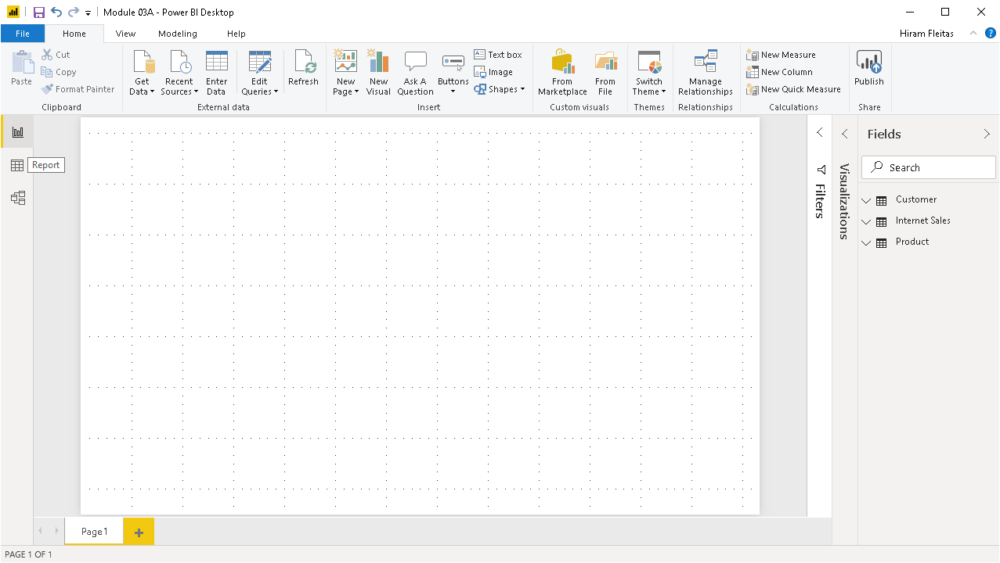 Module 03A - Power BI Desktop
File Home View Modeling Help Hiram Fleitas ?
Paste
Cut
Copy
Format Painter
Clipboard
Get
Data
Recent
Sources
Enter
Data
Edit
Queries
External data
Refresh
New
Page
New
Visual
Ask A
Question
Buttons
Text box
Image
Shapes
Insert
From
Marketplace
From
File
Custom visuals
Switch
Theme
Themes
Manage
Relationships
Relationships
New Measure
New Column
New Quick Measure
Calculations
Publish
Share
Report
Filters
Visualizations
Fields
Search
Customer
Internet Sales
Product
Page1
PAGE 1 OF 1